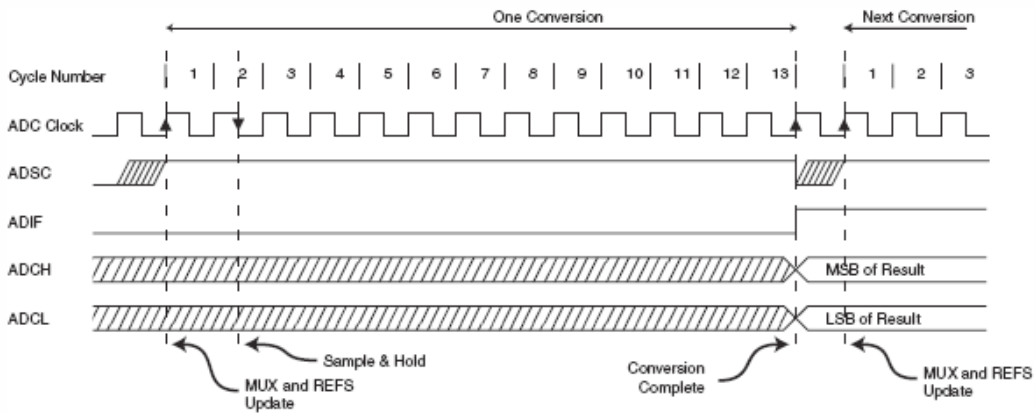 One Conversion
Next Conversion
Cycle Number 1 2 3 4 5 6 7 8 9 10 11 12 13 1 2 3
ADC Clock
ADSC
ADIF
ADCH
MSB of Result
ADCL
LSB of Result
Sample & Hold
MUX and REFS
Update
Conversion
Complete
MUX and REFS
Update